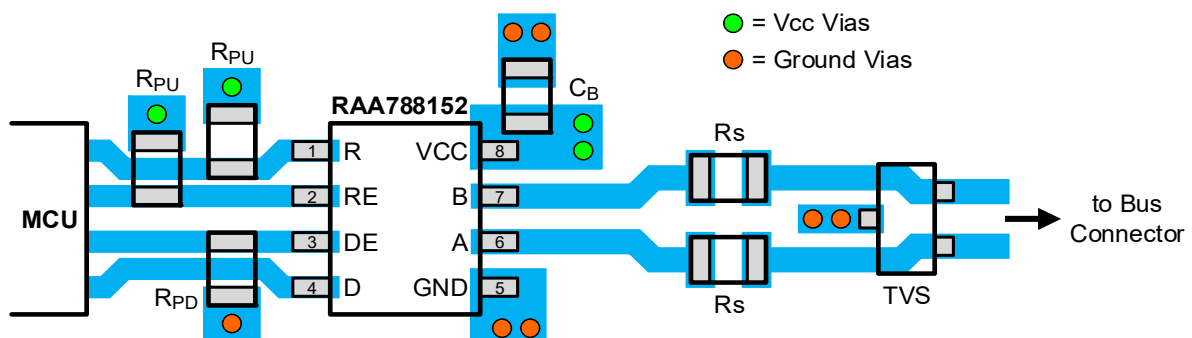 = Vcc Vias
= Ground Vias
RPU
RPU
RAA788152
CB
MCU
1 R
2 RE
3 DE
4 D
VCC 8
B 7
A 6
GND 5
RPD
Rs
Rs
TVS
to Bus
Connector